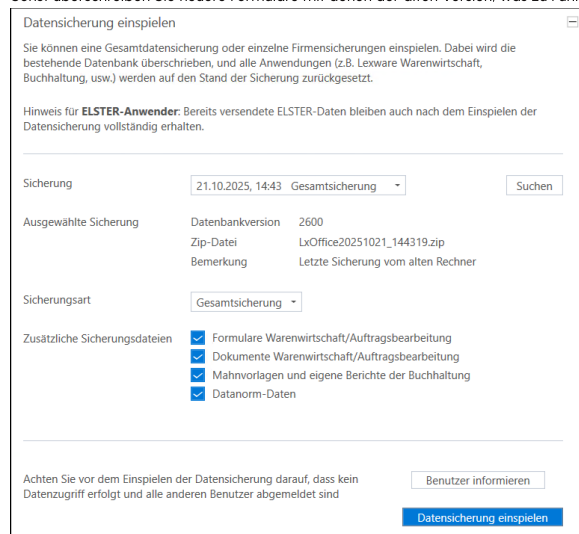 Datensicherung einspielen
Sie können eine Gesamtdatensicherung oder einzelne Firmensicherungen einspielen. Dabei wird die
bestehende Datenbank überschrieben, und alle Anwendungen (z.B. Lexware Warenwirtschaft,
Buchhaltung, usw.) werden auf den Stand der Sicherung zurückgesetzt.
Hinweis für ELSTER-Anwender: Bereits versendete ELSTER-Daten bleiben auch nach dem Einspielen der
Datensicherung vollständig erhalten.
Sicherung 21.10.2025, 14:43 Gesamtsicherung Suchen
Ausgewählte Sicherung Datenbankversion 2600
Zip-Datei LxOffice20251021_144319.zip
Bemerkung Letzte Sicherung vom alten Rechner
Sicherungsart Gesamtsicherung
Zusätzliche Sicherungsdateien Formulare Warenwirtschaft/Auftragsbearbeitung
Dokumente Warenwirtschaft/Auftragsbearbeitung
Mahnvorlagen und eigene Berichte der Buchhaltung
Datanorm-Daten
Achten Sie vor dem Einspielen der Datensicherung darauf, dass kein Benutzer informieren
Datenzugriff erfolgt und alle anderen Benutzer abgemeldet sind
Datensicherung einspielen